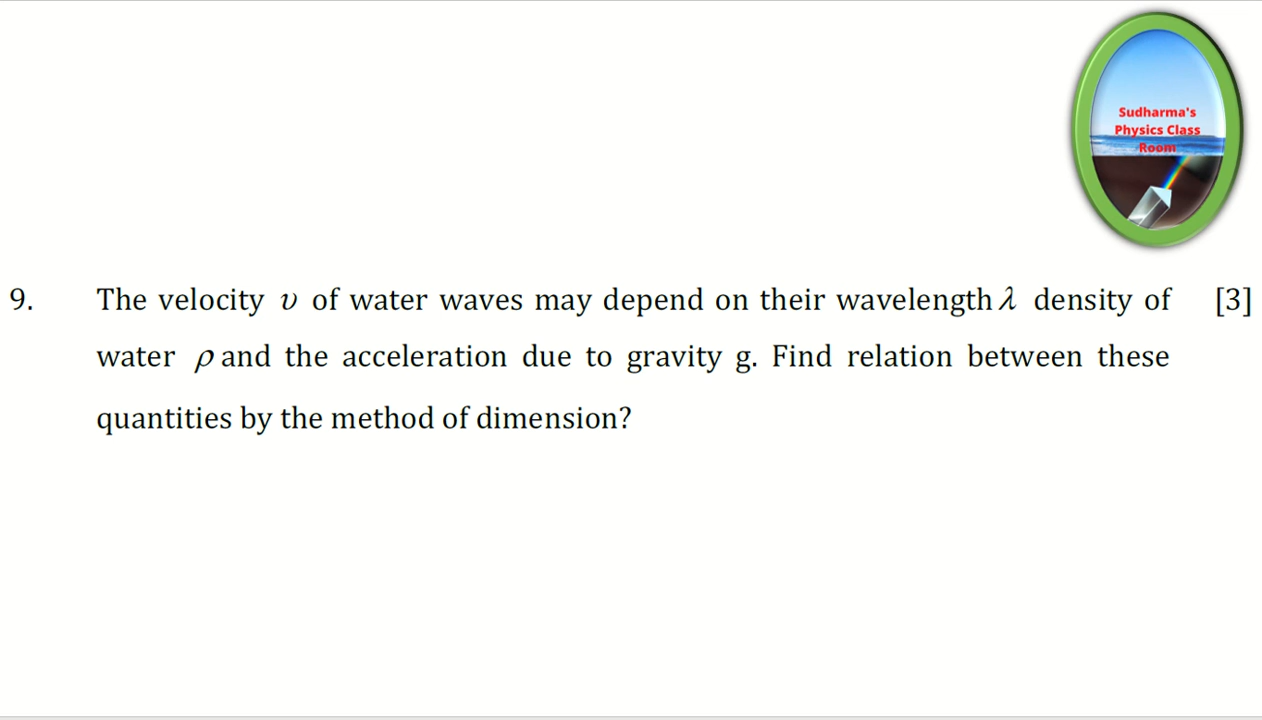 Sudharma's
Physics Class
Room
9. The velocity υ of water waves may depend on their wavelength λ density of [3]
water ρ and the acceleration due to gravity g. Find relation between these
quantities by the method of dimension?